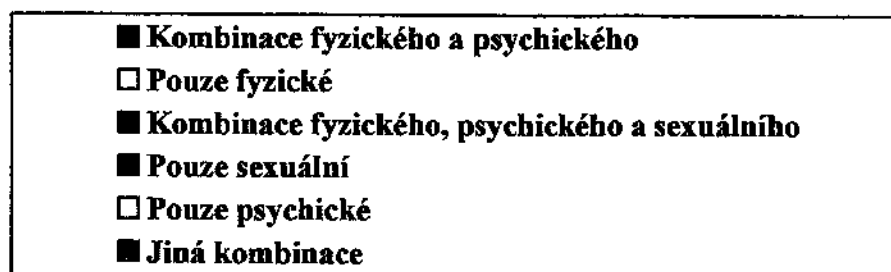 ■ Kombinace fyzického a psychického
□ Pouze fyzické
■ Kombinace fyzického, psychického a sexuálního
■ Pouze sexuální
□ Pouze psychické
■ Jiná kombinace